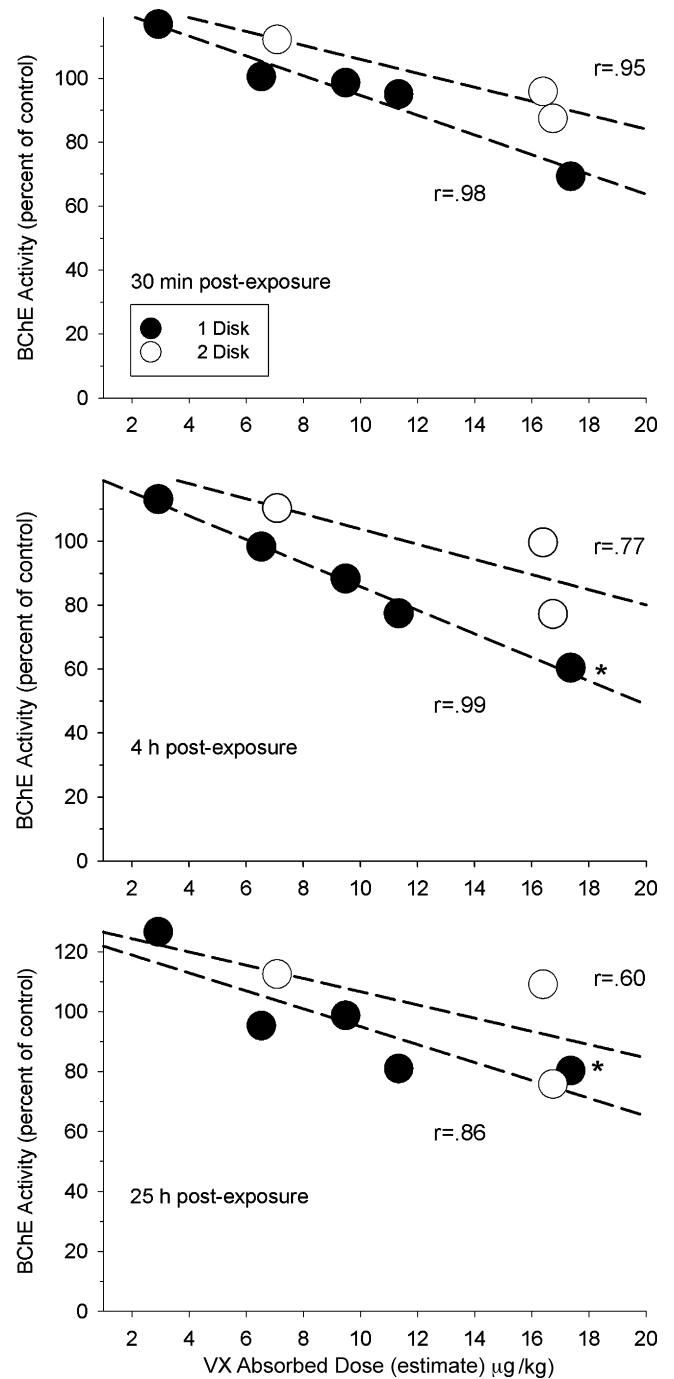 BChE Activity (percent of control)
100
80
60
40
20
0
r=.95
r=.98
30 min post-exposure
1 Disk
2 Disk
2 4 6 8 10 12 14 16 18 20
BChE Activity (percent of control)
100
80
60
40
20
0
r=.77
*
r=.99
4 h post-exposure
2 4 6 8 10 12 14 16 18 20
BChE Activity (percent of control)
120
100
80
60
40
20
0
r=.60
*
r=.86
25 h post-exposure
2 4 6 8 10 12 14 16 18 20
VX Absorbed Dose (estimate) μg/kg)